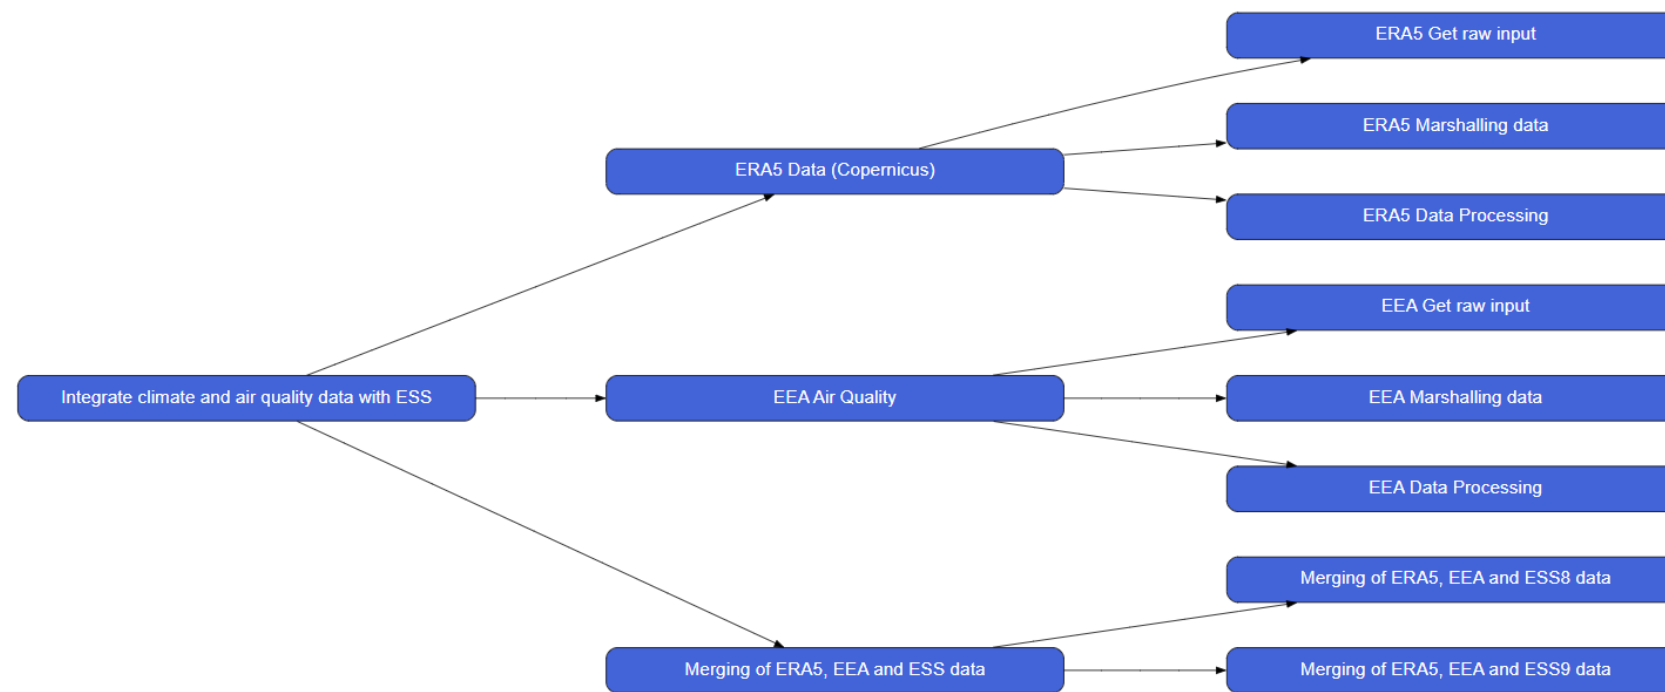 ERA5 Get raw input
ERA5 Marshalling data
ERA5 Data (Copernicus)
ERA5 Data Processing
EEA Get raw input
Integrate climate and air quality data with ESS
EEA Air Quality
EEA Marshalling data
EEA Data Processing
Merging of ERA5, EEA and ESS8 data
Merging of ERA5, EEA and ESS data
Merging of ERA5, EEA and ESS9 data